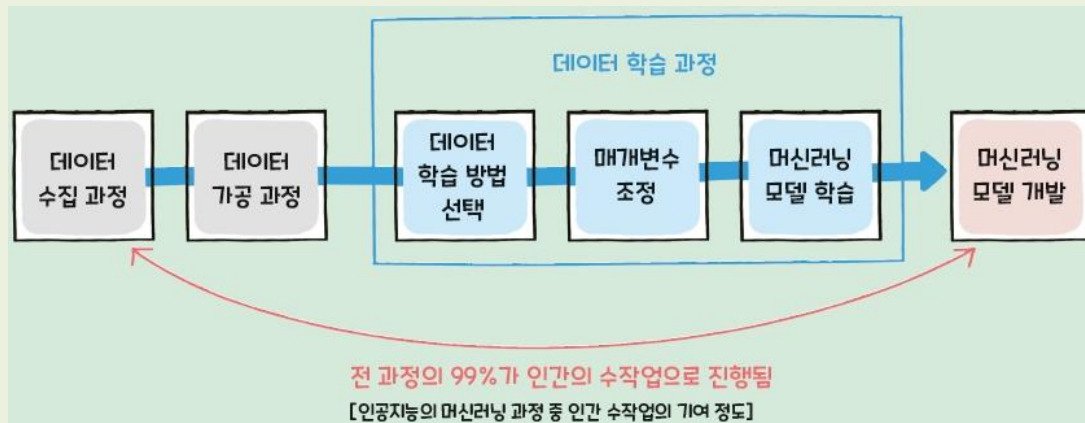 데이터 학습 과정
데이터
수집 과정
데이터
가공 과정
데이터
학습 방법
선택
매개변수
조정
머신러닝
모델 학습
머신러닝
모델 개발
전 과정의 99%가 인간의 수작업으로 진행됨
[인공지능의 머신러닝 과정 중 인간 수작업의 기여 정도]